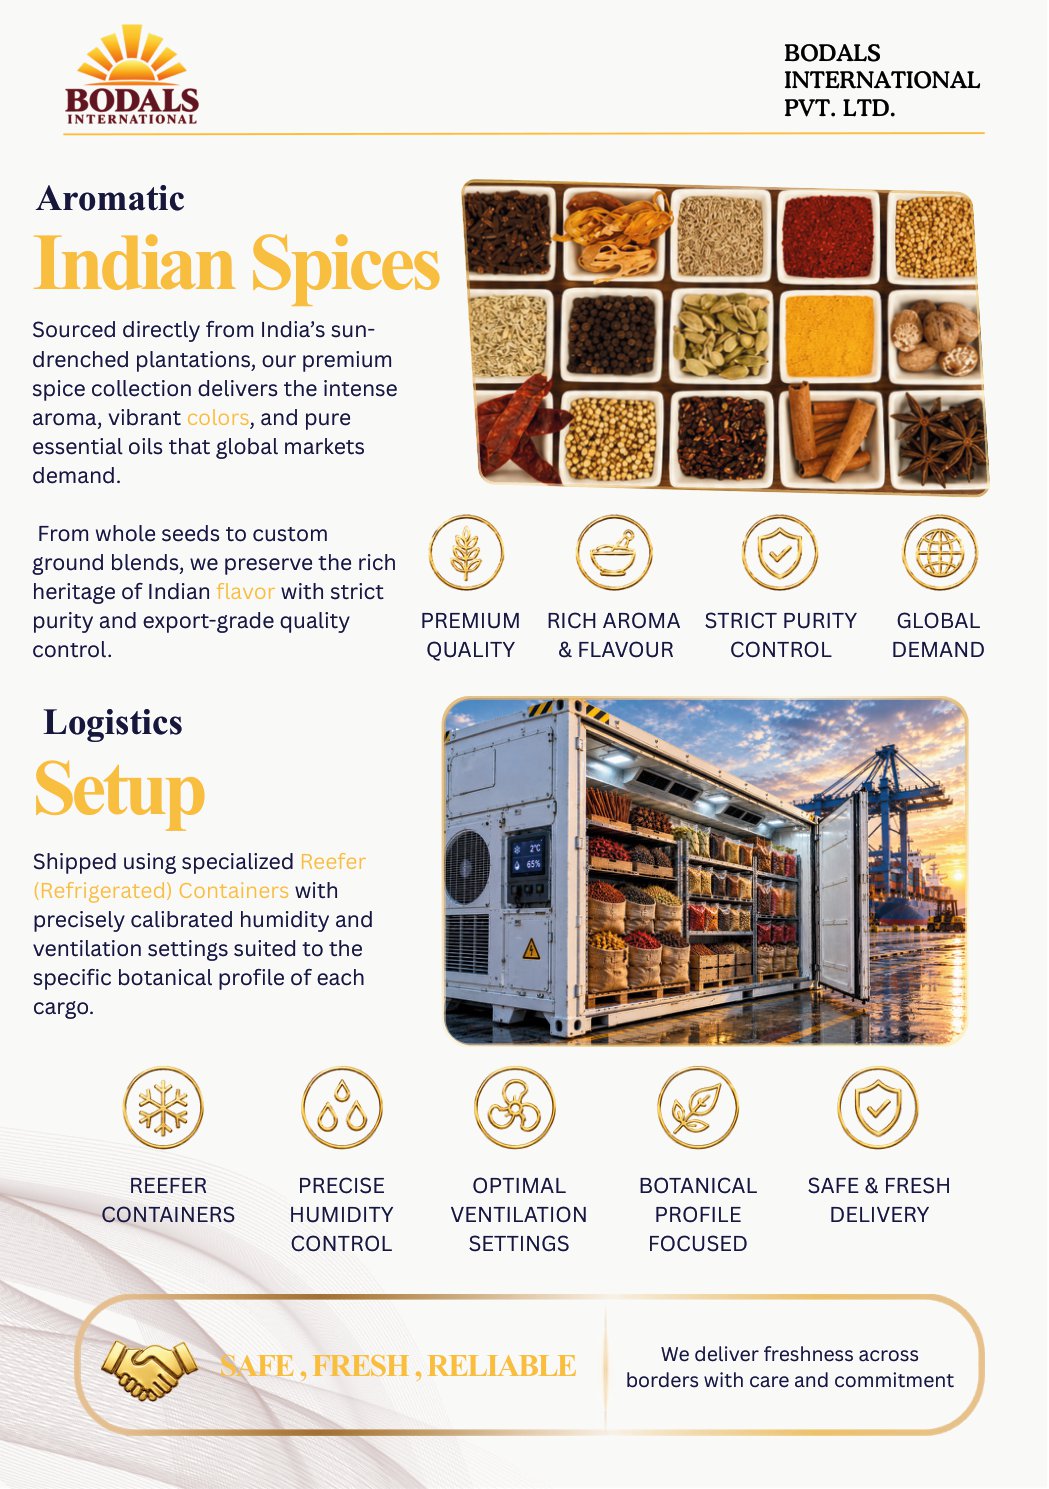 BODALS
INTERNATIONAL
BODALS
INTERNATIONAL
PVT. LTD.
Aromatic
Indian Spices
Sourced directly from India's sun-
drenched plantations, our premium
spice collection delivers the intense
aroma, vibrant colors, and pure
essential oils that global markets
demand.
From whole seeds to custom
ground blends, we preserve the rich
heritage of Indian flavor with strict
purity and export-grade quality
control.
PREMIUM
QUALITY
RICH AROMA
& FLAVOUR
STRICT PURITY
CONTROL
GLOBAL
DEMAND
Logistics
Setup
Shipped using specialized Reefer
(Refrigerated) Containers with
precisely calibrated humidity and
ventilation settings suited to the
specific botanical profile of each
cargo.
2°C
65%
REEFER
CONTAINERS
PRECISE
HUMIDITY
CONTROL
OPTIMAL
VENTILATION
SETTINGS
BOTANICAL
PROFILE
FOCUSED
SAFE & FRESH
DELIVERY
SAFE , FRESH , RELIABLE
We deliver freshness across
borders with care and commitment